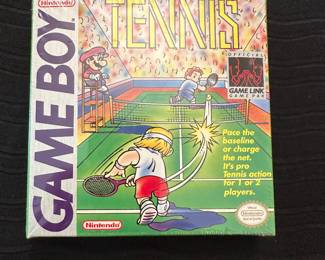 Nintendo
GAME BOY
TENNIS
OFFICIAL
GAME LINK
GAME PAK
Pace the
baseline
or charge
the net.
It's pro
Tennis action
for 1 or 2
players.
Nintendo
Nintendo